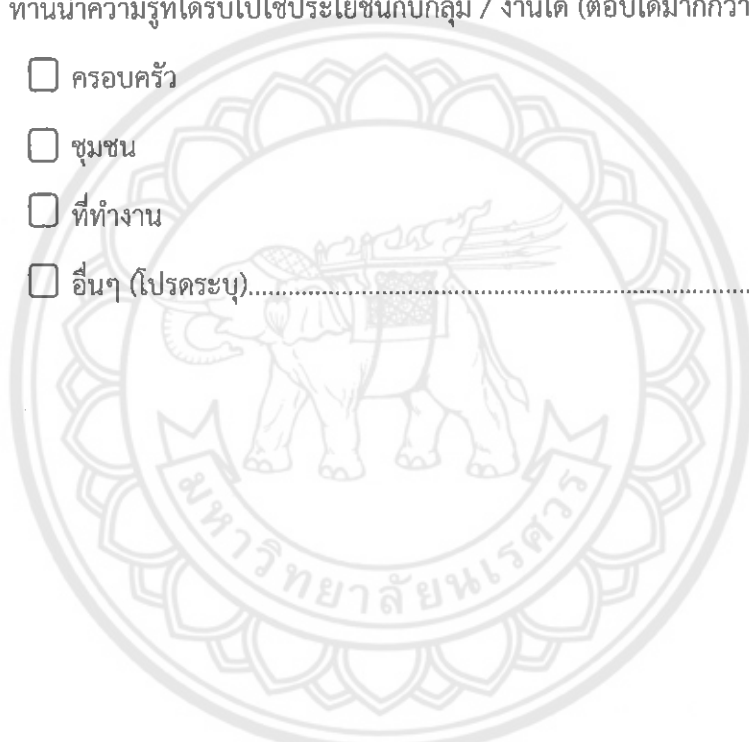 ท่านนำความรู้ที่ได้รับไปใช้ประโยชน์กับกลุ่ม / งานใด (ตอบได้มากกว่า
ครอบครัว
ชุมชน
ที่ทำงาน
อื่นๆ (โปรดระบุ)................................................................
มหาวิทยาลัยนเรศวร